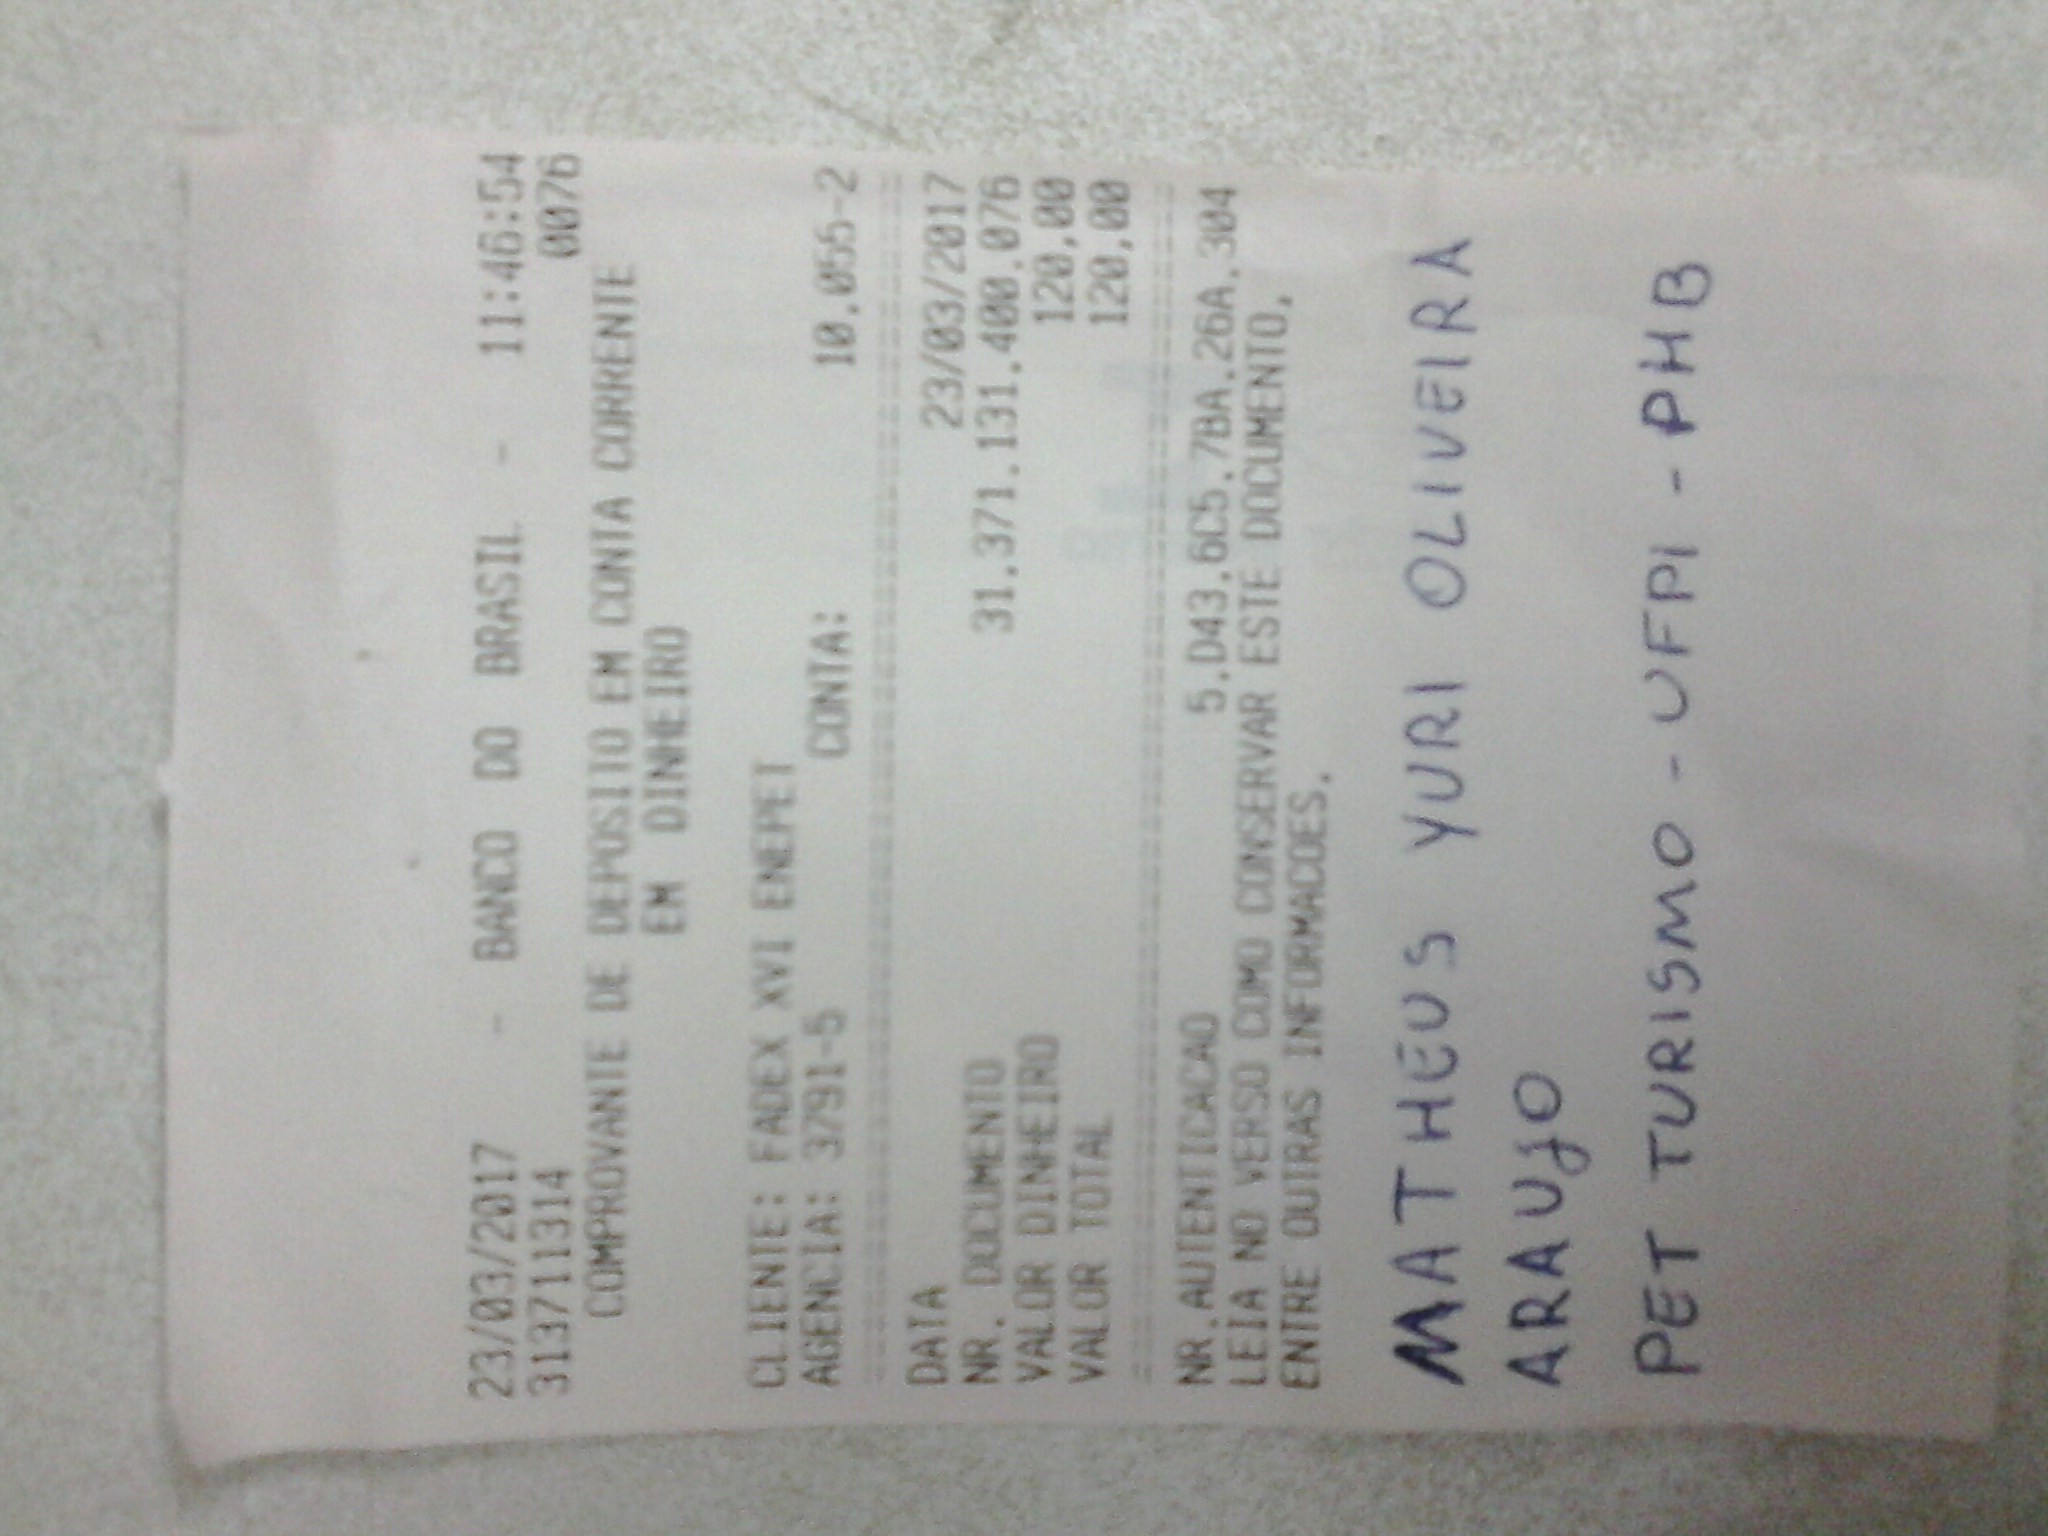 23/03/2017 - BANCO DO BRASIL - 11:46:54
313711314 0076
COMPROVANTE DE DEPOSITO EM CONTA CORRENTE
EM DINHEIRO
CLIENTE: FADEX XVI ENEPET
AGENCIA: 3791-5 CONTA: 10.055-2
------------------------------------------------
DATA 23/03/2017
NR. DOCUMENTO 31.371.131.400.076
VALOR DINHEIRO 120,00
VALOR TOTAL 120,00
------------------------------------------------
NR.AUTENTICACAO 5.D43.6C5.7BA.26A.304
LEIA NO VERSO COMO CONSERVAR ESTE DOCUMENTO,
ENTRE OUTRAS INFORMACOES.
MATHEUS YURI OLIVEIRA
ARAUJO
PET TURISMO - UFPI - PHB